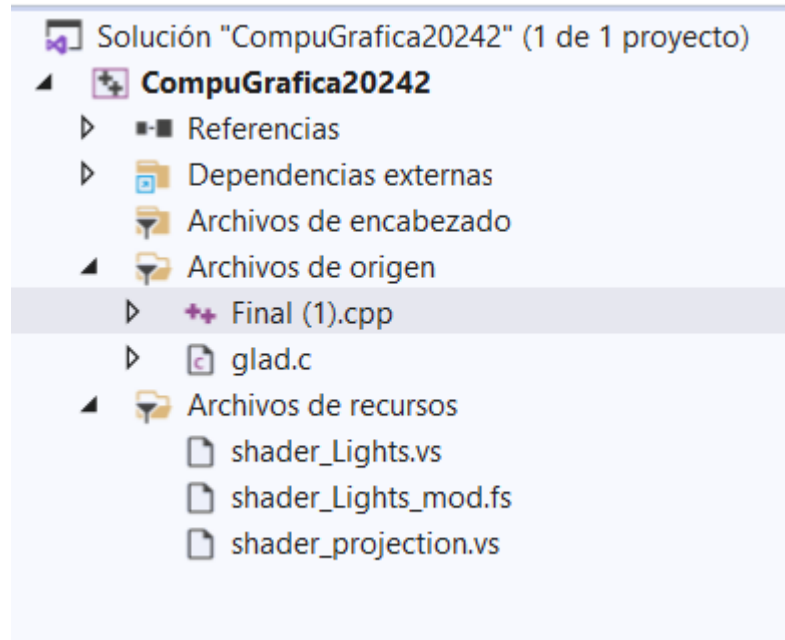 Solución "CompuGrafica20242" (1 de 1 proyecto)
CompuGrafica20242
Referencias
Dependencias externas
Archivos de encabezado
Archivos de origen
Final (1).cpp
glad.c
Archivos de recursos
shader_Lights.vs
shader_Lights_mod.fs
shader_projection.vs